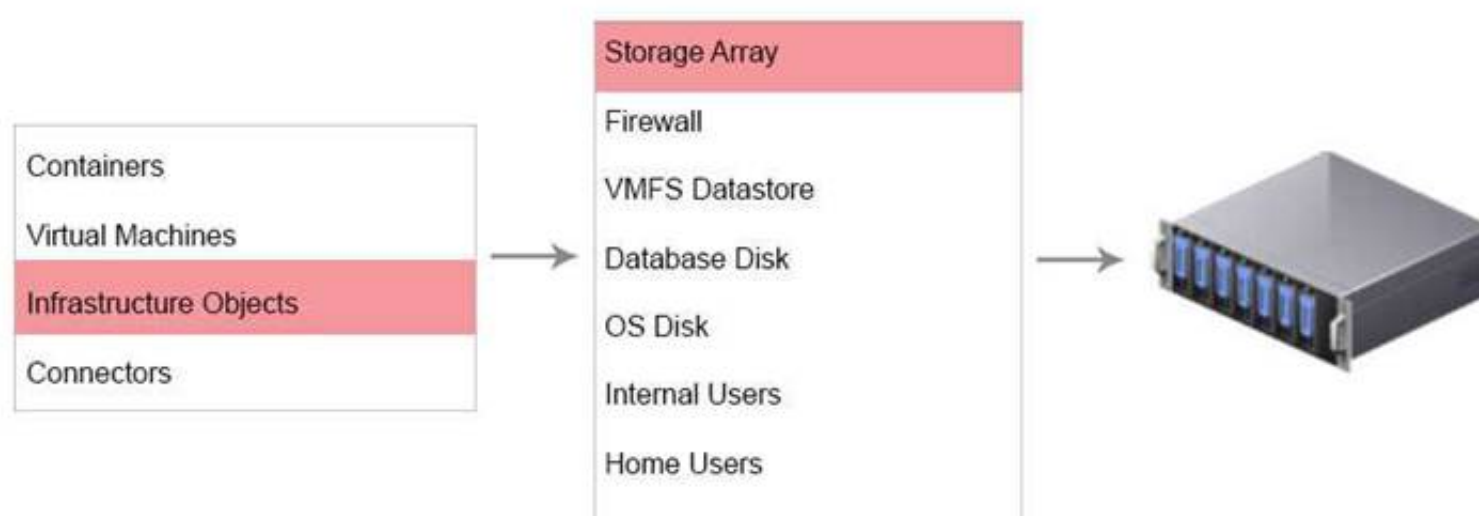 Containers
Virtual Machines
Infrastructure Objects
Connectors
Storage Array
Firewall
VMFS Datastore
Database Disk
OS Disk
Internal Users
Home Users